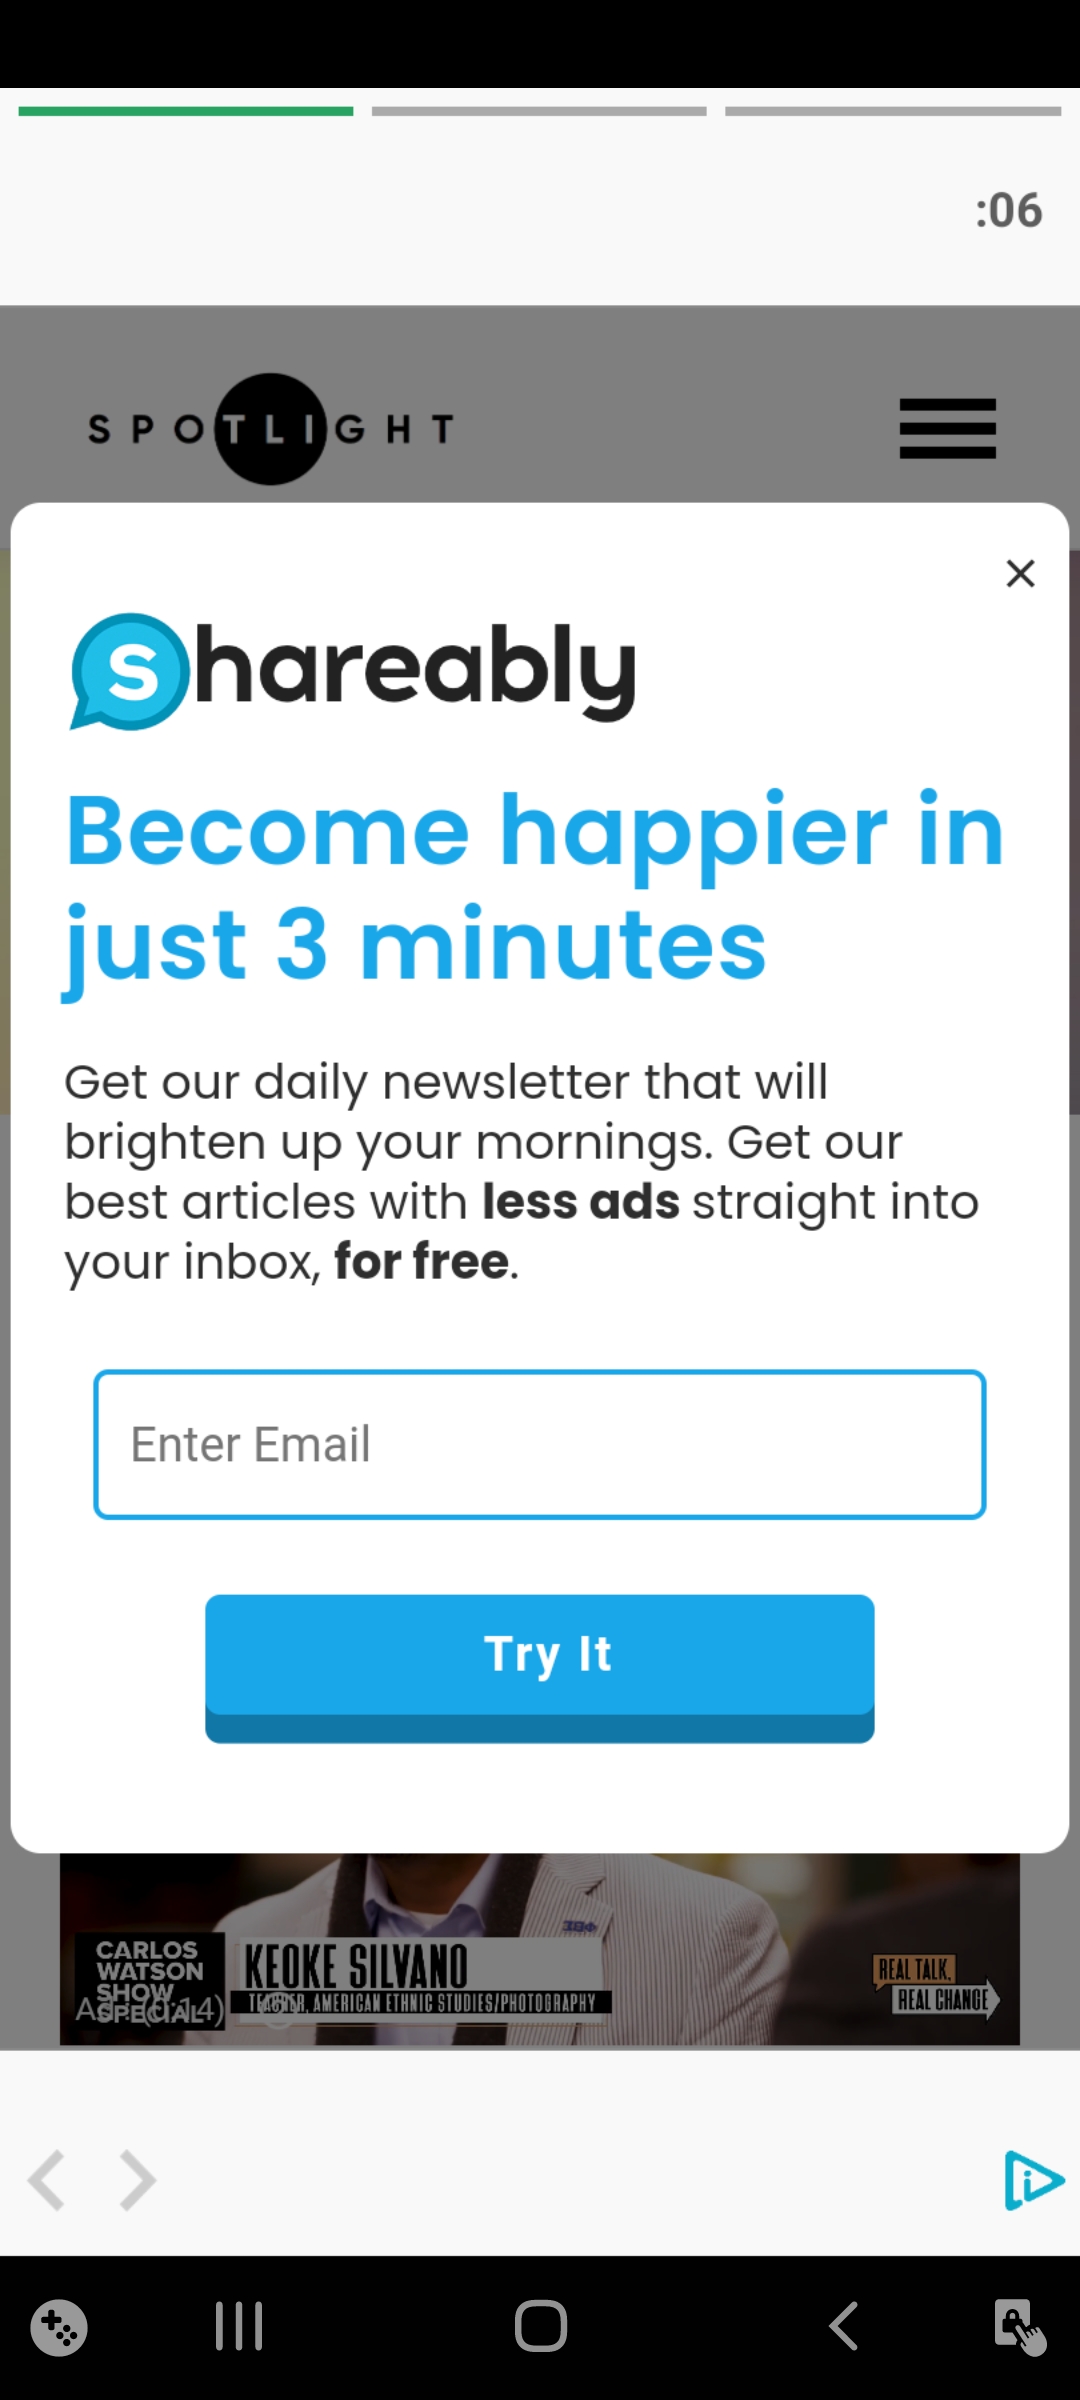 :06
SPOTLIGHT
Shareably
Become happier in
just 3 minutes
Get our daily newsletter that will
brighten up your mornings. Get our
best articles with less ads straight into
your inbox, for free.
Enter Email
Try It
CARLOS
WATSON
SHOW
SPECIAL
KEOKE SILVANO
TEACHER, AMERICAN ETHNIC STUDIES/PHOTOGRAPHY
REAL TALK,
REAL CHANGE